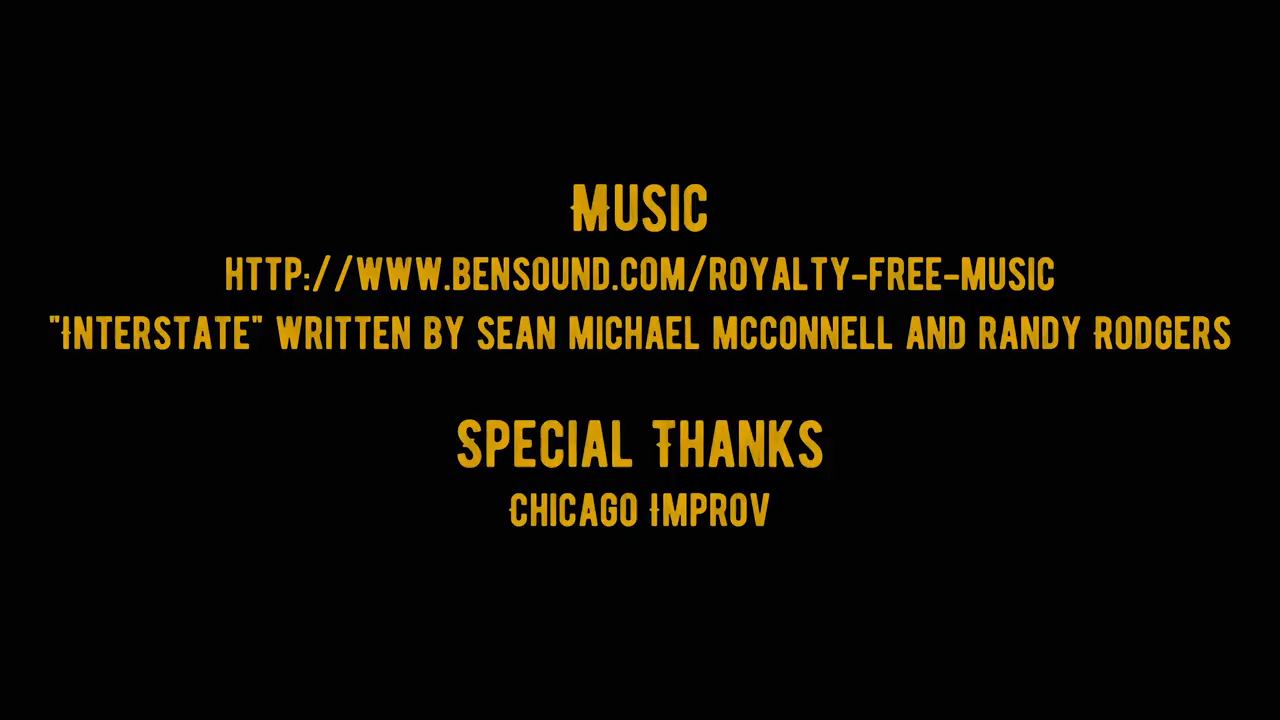 MUSIC
HTTP://WWW.BENSOUND.COM/ROYALTY-FREE-MUSIC
"INTERSTATE" WRITTEN BY SEAN MICHAEL MCCONNELL AND RANDY RODGERS
SPECIAL THANKS
CHICAGO IMPROV